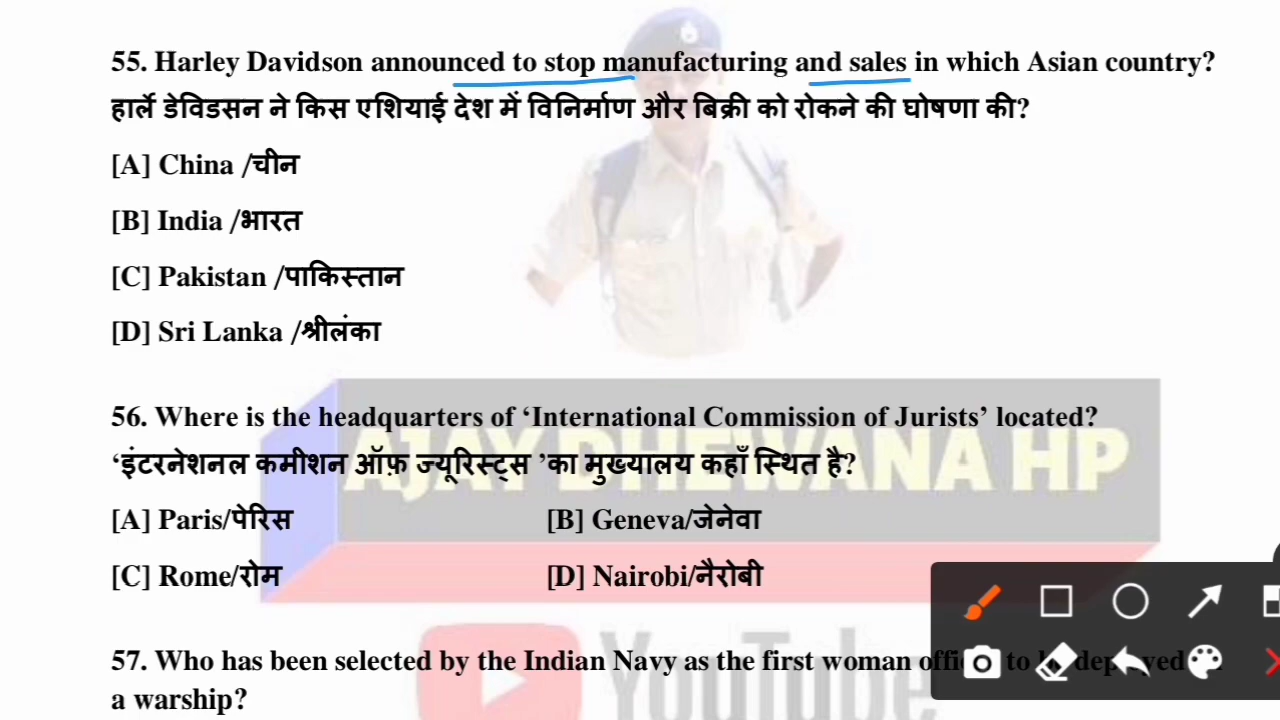 55. Harley Davidson announced to stop manufacturing and sales in which Asian country?
हार्ले डेविडसन ने किस एशियाई देश में विनिर्माण और बिक्री को रोकने की घोषणा की?
[A] China /चीन
[B] India /भारत
[C] Pakistan /पाकिस्तान
[D] Sri Lanka /श्रीलंका
56. Where is the headquarters of ‘International Commission of Jurists’ located?
‘इंटरनेशनल कमीशन ऑफ़ ज्यूरिस्ट्स ’का मुख्यालय कहाँ स्थित है?
AJAY DHEWANA HP
[A] Paris/पेरिस [B] Geneva/जेनेवा
[C] Rome/रोम [D] Nairobi/नैरोबी
57. Who has been selected by the Indian Navy as the first woman to
a warship?
YouTube